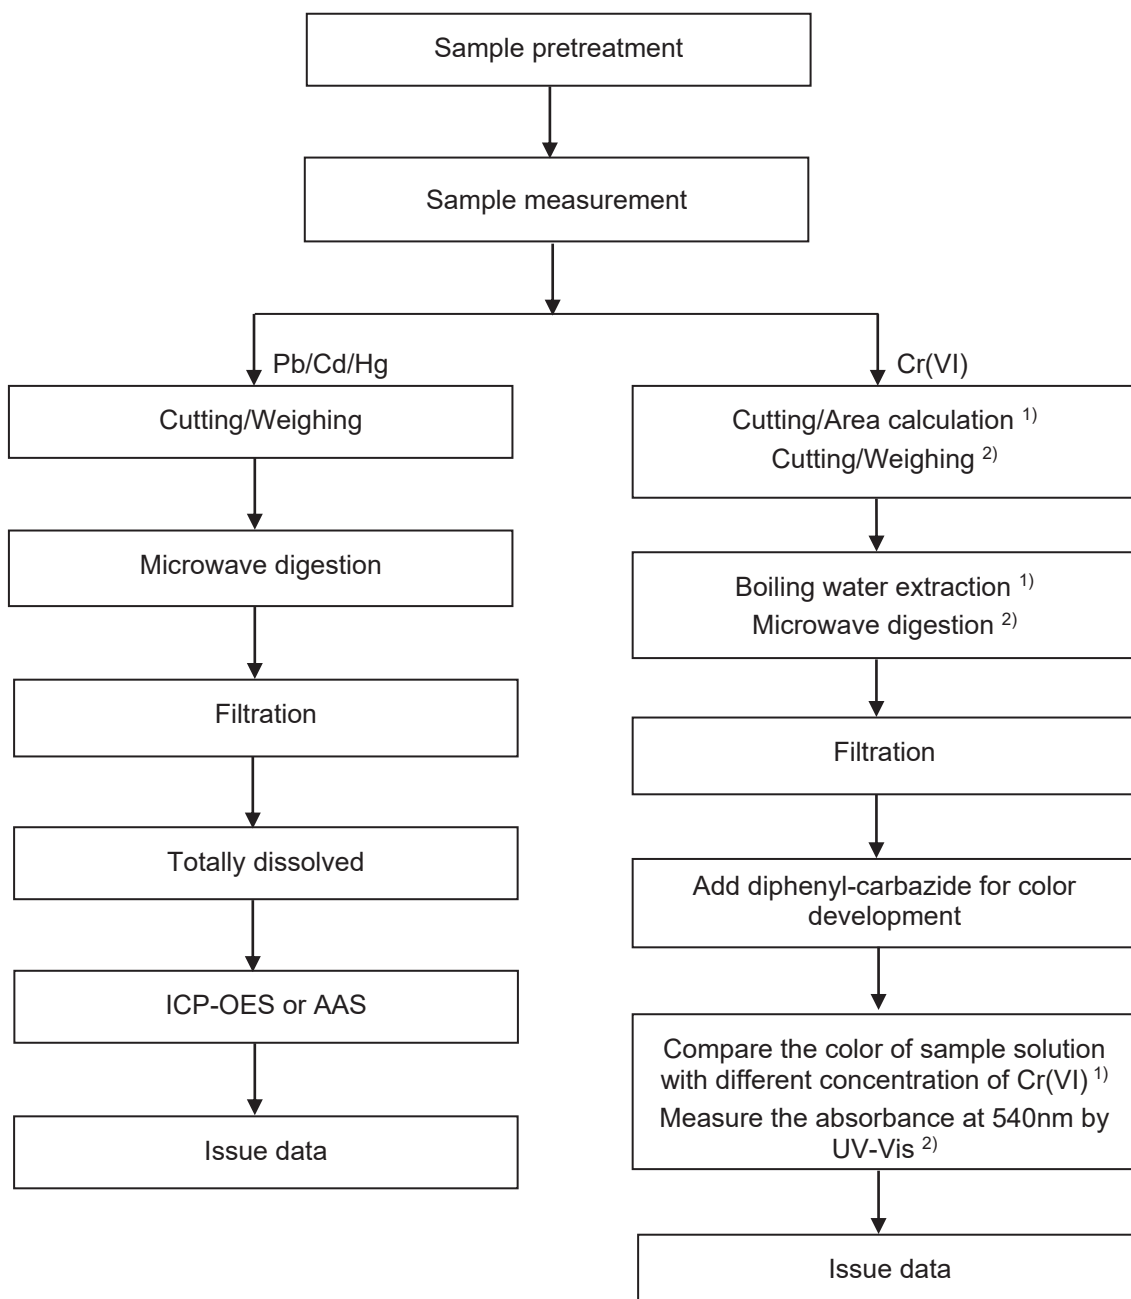 Sample pretreatment
Sample measurement
Pb/Cd/Hg
Cutting/Weighing
Microwave digestion
Filtration
Totally dissolved
ICP-OES or AAS
Issue data
Cr(VI)
Cutting/Area calculation 1)
Cutting/Weighing 2)
Boiling water extraction 1)
Microwave digestion 2)
Filtration
Add diphenyl-carbazide for color
development
Compare the color of sample solution
with different concentration of Cr(VI) 1)
Measure the absorbance at 540nm by
UV-Vis 2)
Issue data